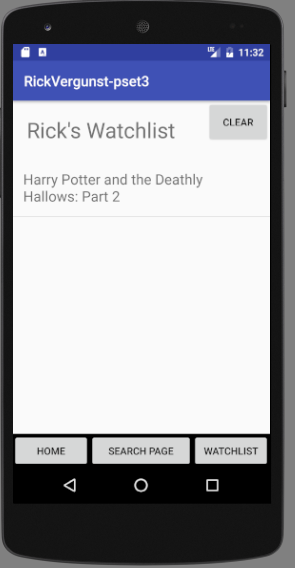 LTE 11:32
RickVergunst-pset3
Rick's Watchlist
CLEAR
Harry Potter and the Deathly
Hallows: Part 2
HOME
SEARCH PAGE
WATCHLIST